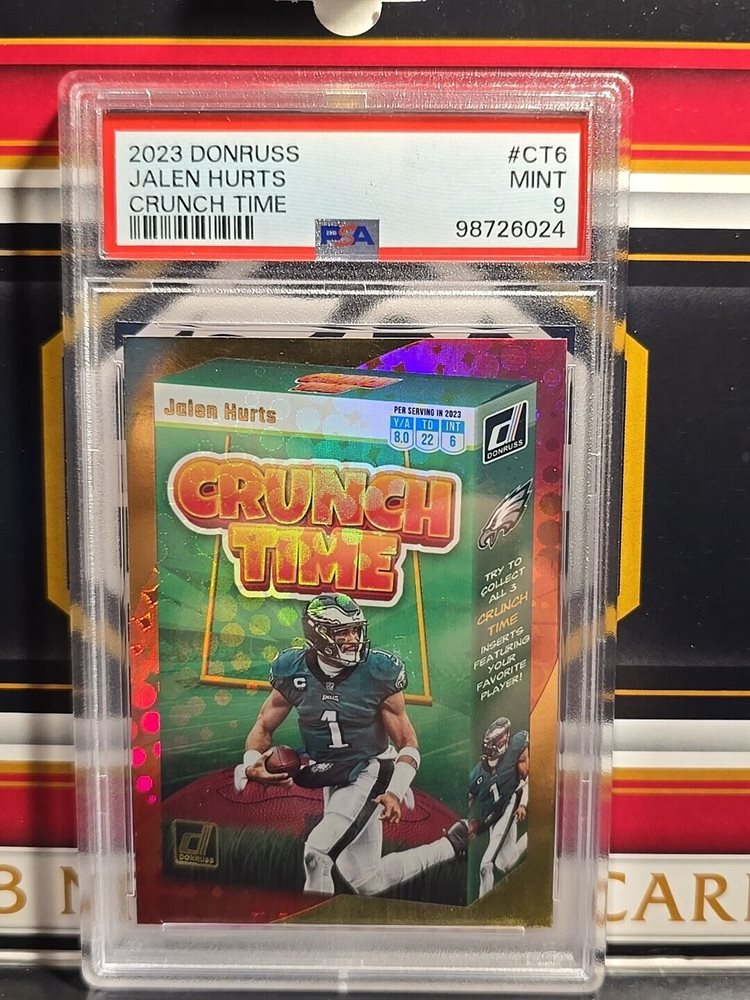 2023 DONRUSS #CT6
JALEN HURTS MINT
CRUNCH TIME 9
98726024
PSA
Jalen Hurts
PER SERVING IN 2023
Y/A TD INT
8.0 22 6
DONRUSS
CRUNCH
TIME
TRY TO
COLLECT
ALL 3
CRUNCH
TIME
INSERTS
FEATURING
YOUR
FAVORITE
PLAYER!
EAGLES
1
1
DONRUSS
CAR